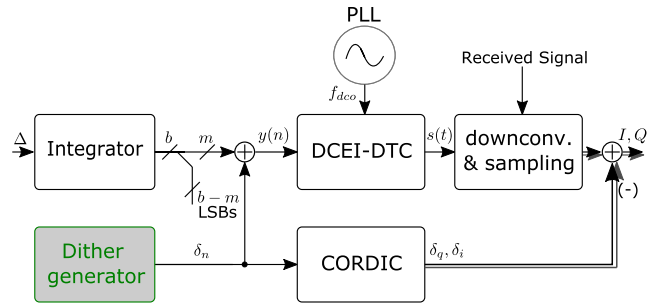 PLL
Received Signal
f_dco
Δ
Integrator
b
m
y(n)
DCEI-DTC
s(t)
downconv.
& sampling
I, Q
(-)
b − m
LSBs
Dither
generator
δ_n
CORDIC
δ_q, δ_i